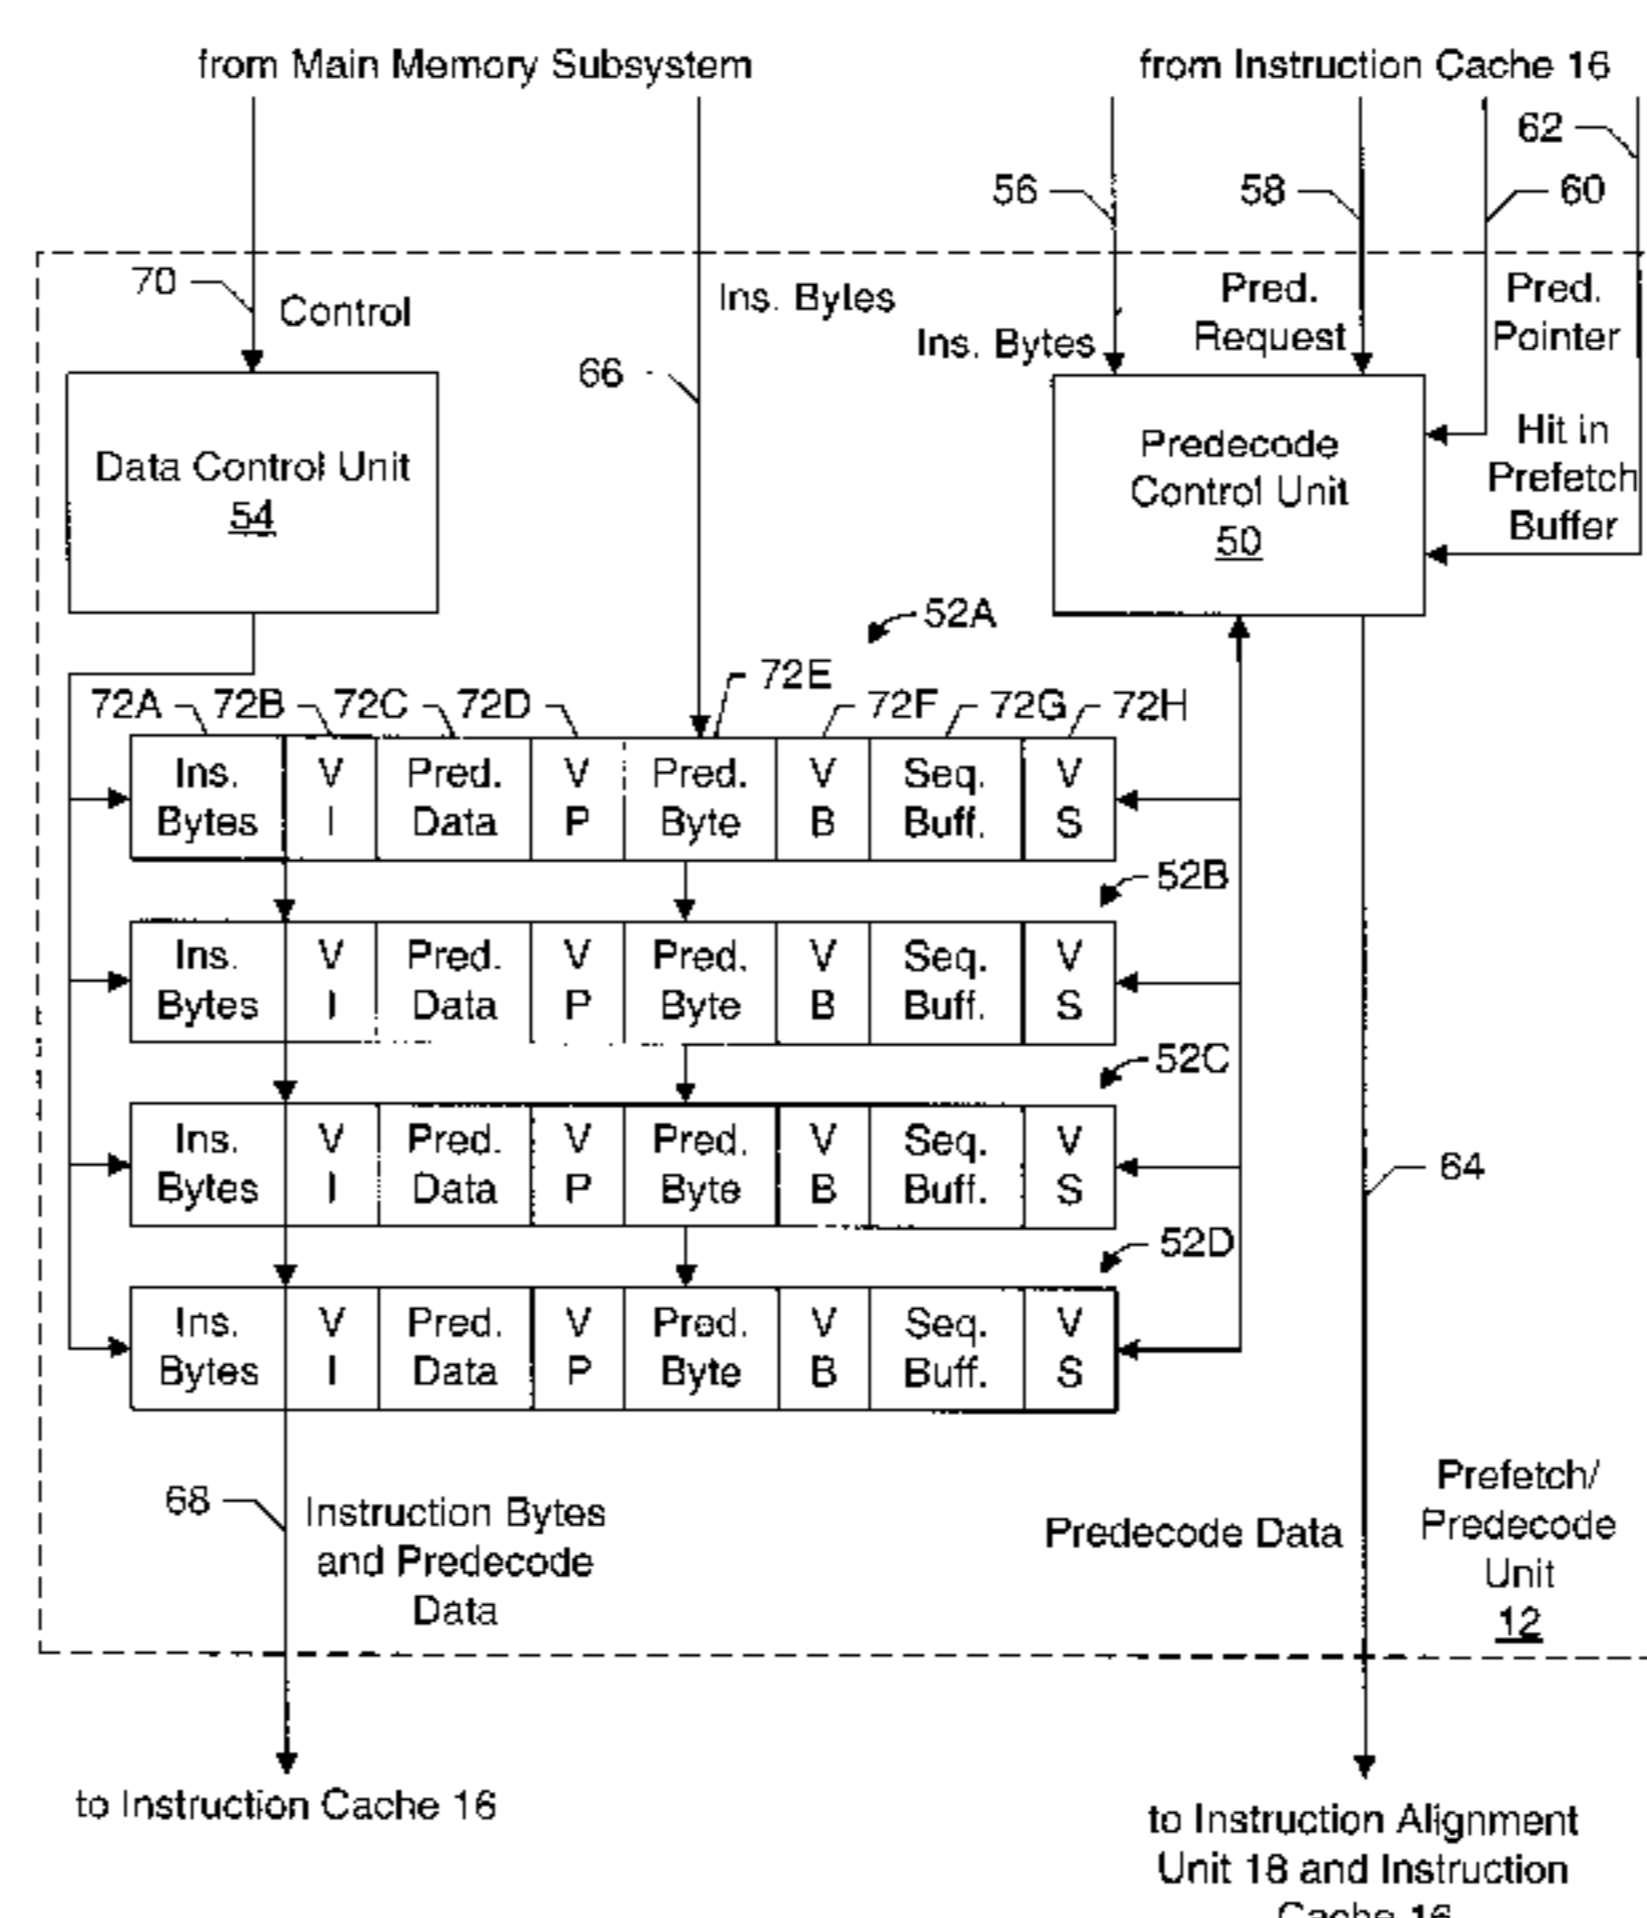 from Main Memory Subsystem
from Instruction Cache 16
62
56
58
60
70
Control
Ins. Bytes
Ins. Bytes
Pred.
Request
Pred.
Pointer
66
Data Control Unit
54
Predecode
Control Unit
50
Hit in
Prefetch
Buffer
52A
72A 72B 72C 72D 72E 72F 72G 72H
Ins. V Pred. V Pred. V Seq. V
Bytes I Data P Byte B Buff. S
52B
Ins. V Pred. V Pred. V Seq. V
Bytes I Data P Byte B Buff. S
52C
Ins. V Pred. V Pred. V Seq. V
Bytes I Data P Byte B Buff. S
64
52D
Ins. V Pred. V Pred. V Seq. V
Bytes I Data P Byte B Buff. S
68
Instruction Bytes
and Predecode
Data
Predecode Data
Prefetch/
Predecode
Unit
12
to Instruction Cache 16
to Instruction Alignment
Unit 18 and Instruction
Cache 16